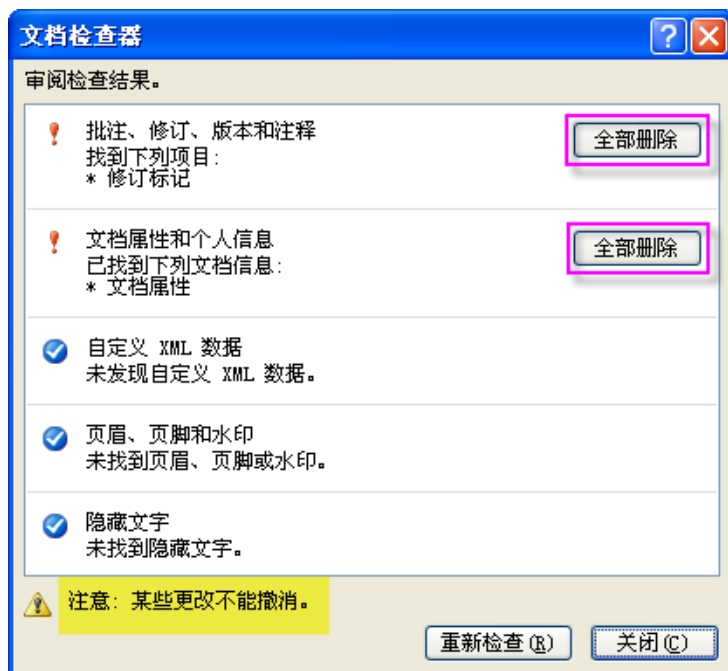 文档检查器
审阅检查结果。
批注、修订、版本和注释
全部删除
找到下列项目:
* 修订标记
文档属性和个人信息
全部删除
已找到下列文档信息:
* 文档属性
自定义 XML 数据
未发现自定义 XML 数据。
页眉、页脚和水印
未找到页眉、页脚或水印。
隐藏文字
未找到隐藏文字。
注意: 某些更改不能撤消。
重新检查(R)
关闭(C)